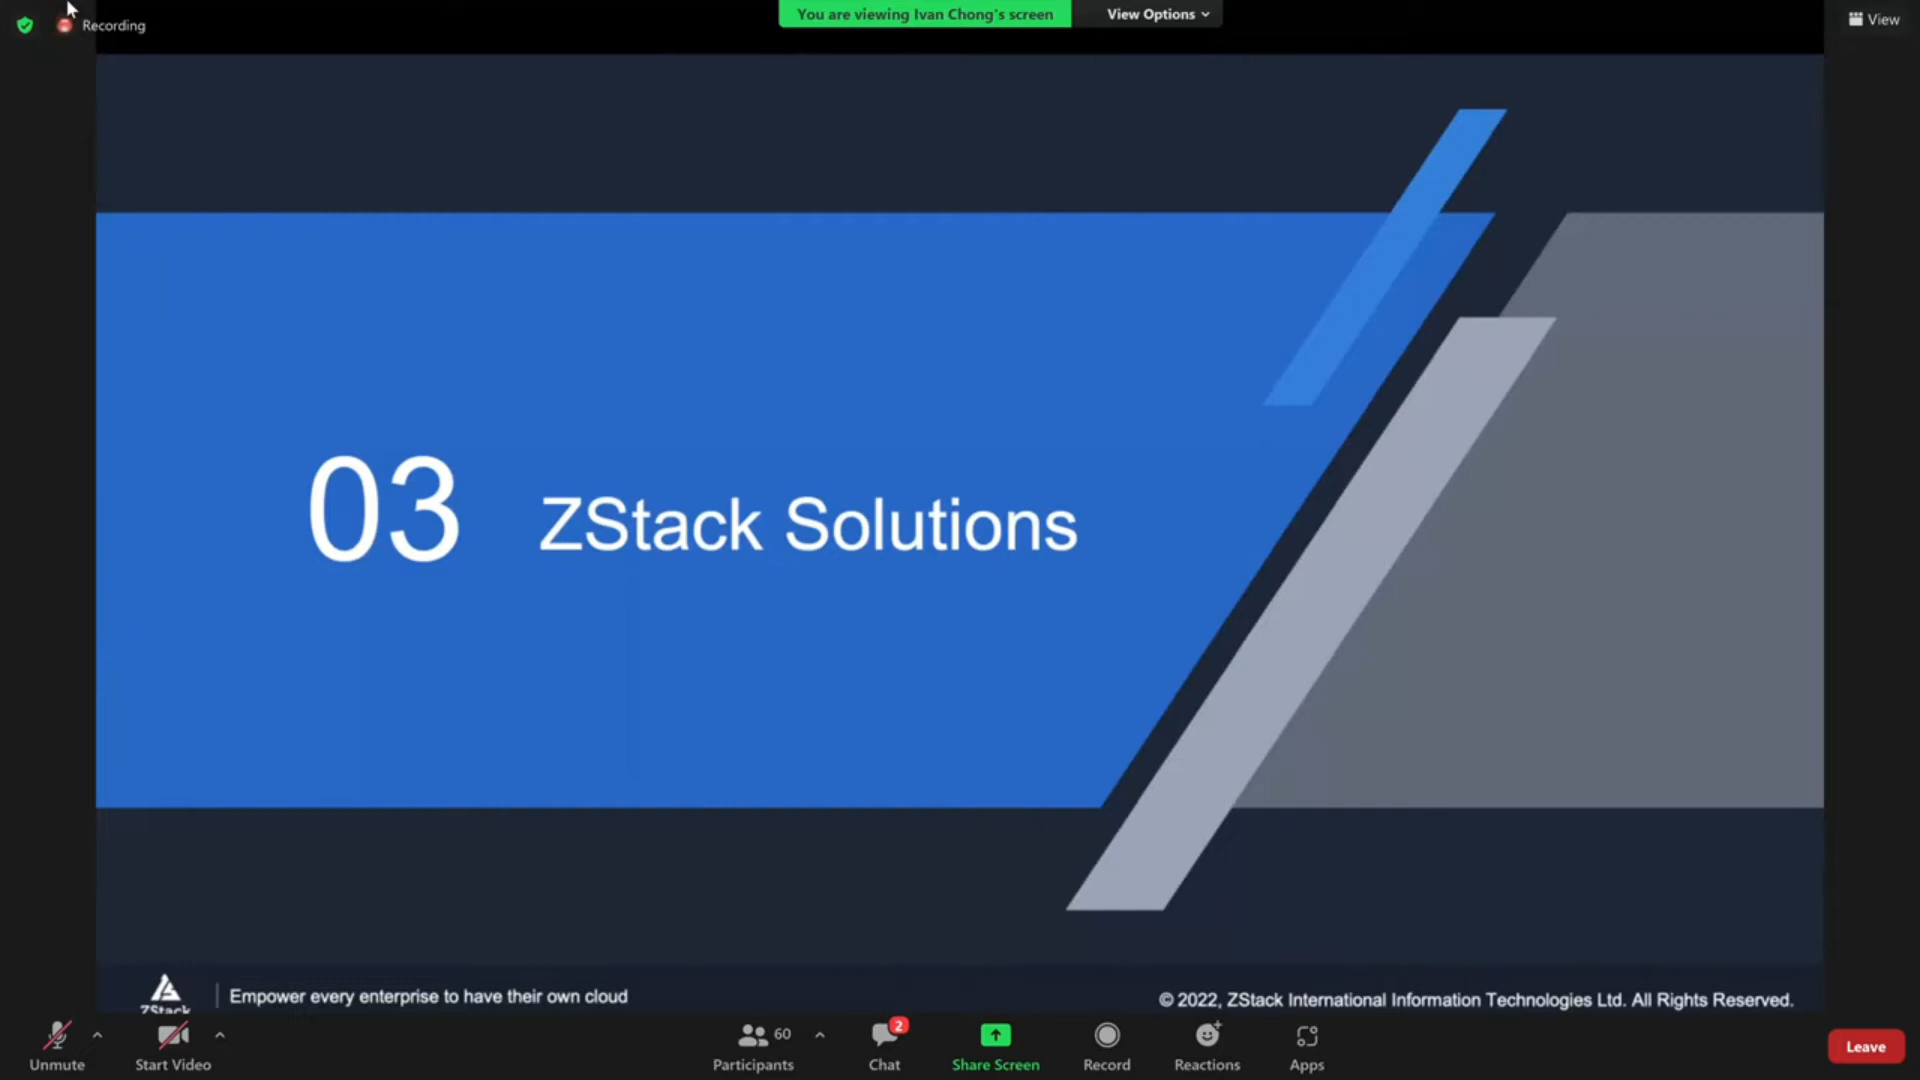 Recording
You are viewing Ivan Chong's screen
View Options
View
03
ZStack Solutions
ZStack
Empower every enterprise to have their own cloud
© 2022, ZStack International Information Technologies Ltd. All Rights Reserved.
Unmute
Start Video
60
Participants
2
Chat
Share Screen
Record
Reactions
Apps
Leave